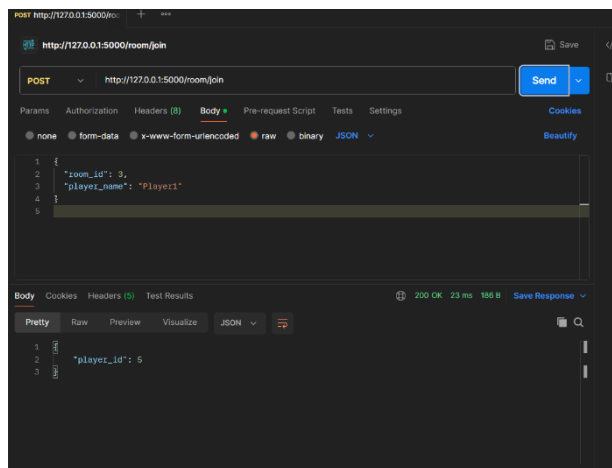 POST http://127.0.0.1:5000/roo
http://127.0.0.1:5000/room/join
Save
POST http://127.0.0.1:5000/room/join Send
Params Authorization Headers (8) Body Pre-request Script Tests Settings Cookies
none form-data x-www-form-urlencoded raw binary JSON Beautify
1 {
2 "room_id": 3,
3 "player_name": "Player1"
4 }
5
Body Cookies Headers (5) Test Results 200 OK 23 ms 186 B Save Response
Pretty Raw Preview Visualize JSON
1 {
2 "player_id": 5
3 }